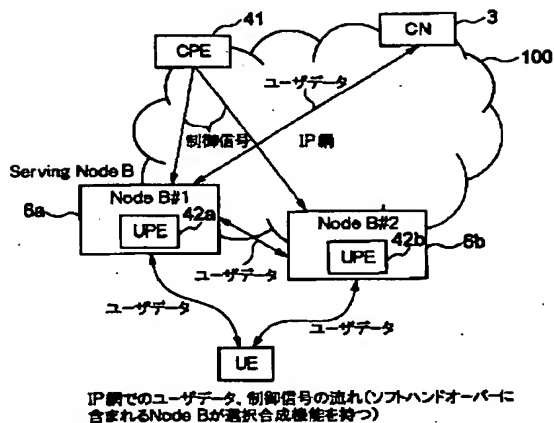 41
CPE
CN
3
100
ユーザデータ
制御信号
IP網
Serving Node B
Node B#1
UPE
42a
6a
Node B#2
UPE
42b
6b
ユーザデータ
ユーザデータ
ユーザデータ
UE
IP網でのユーザデータ、制御信号の流れ(ソフトハンドオーバーに
含まれるNode Bが選択合成機能を持つ)